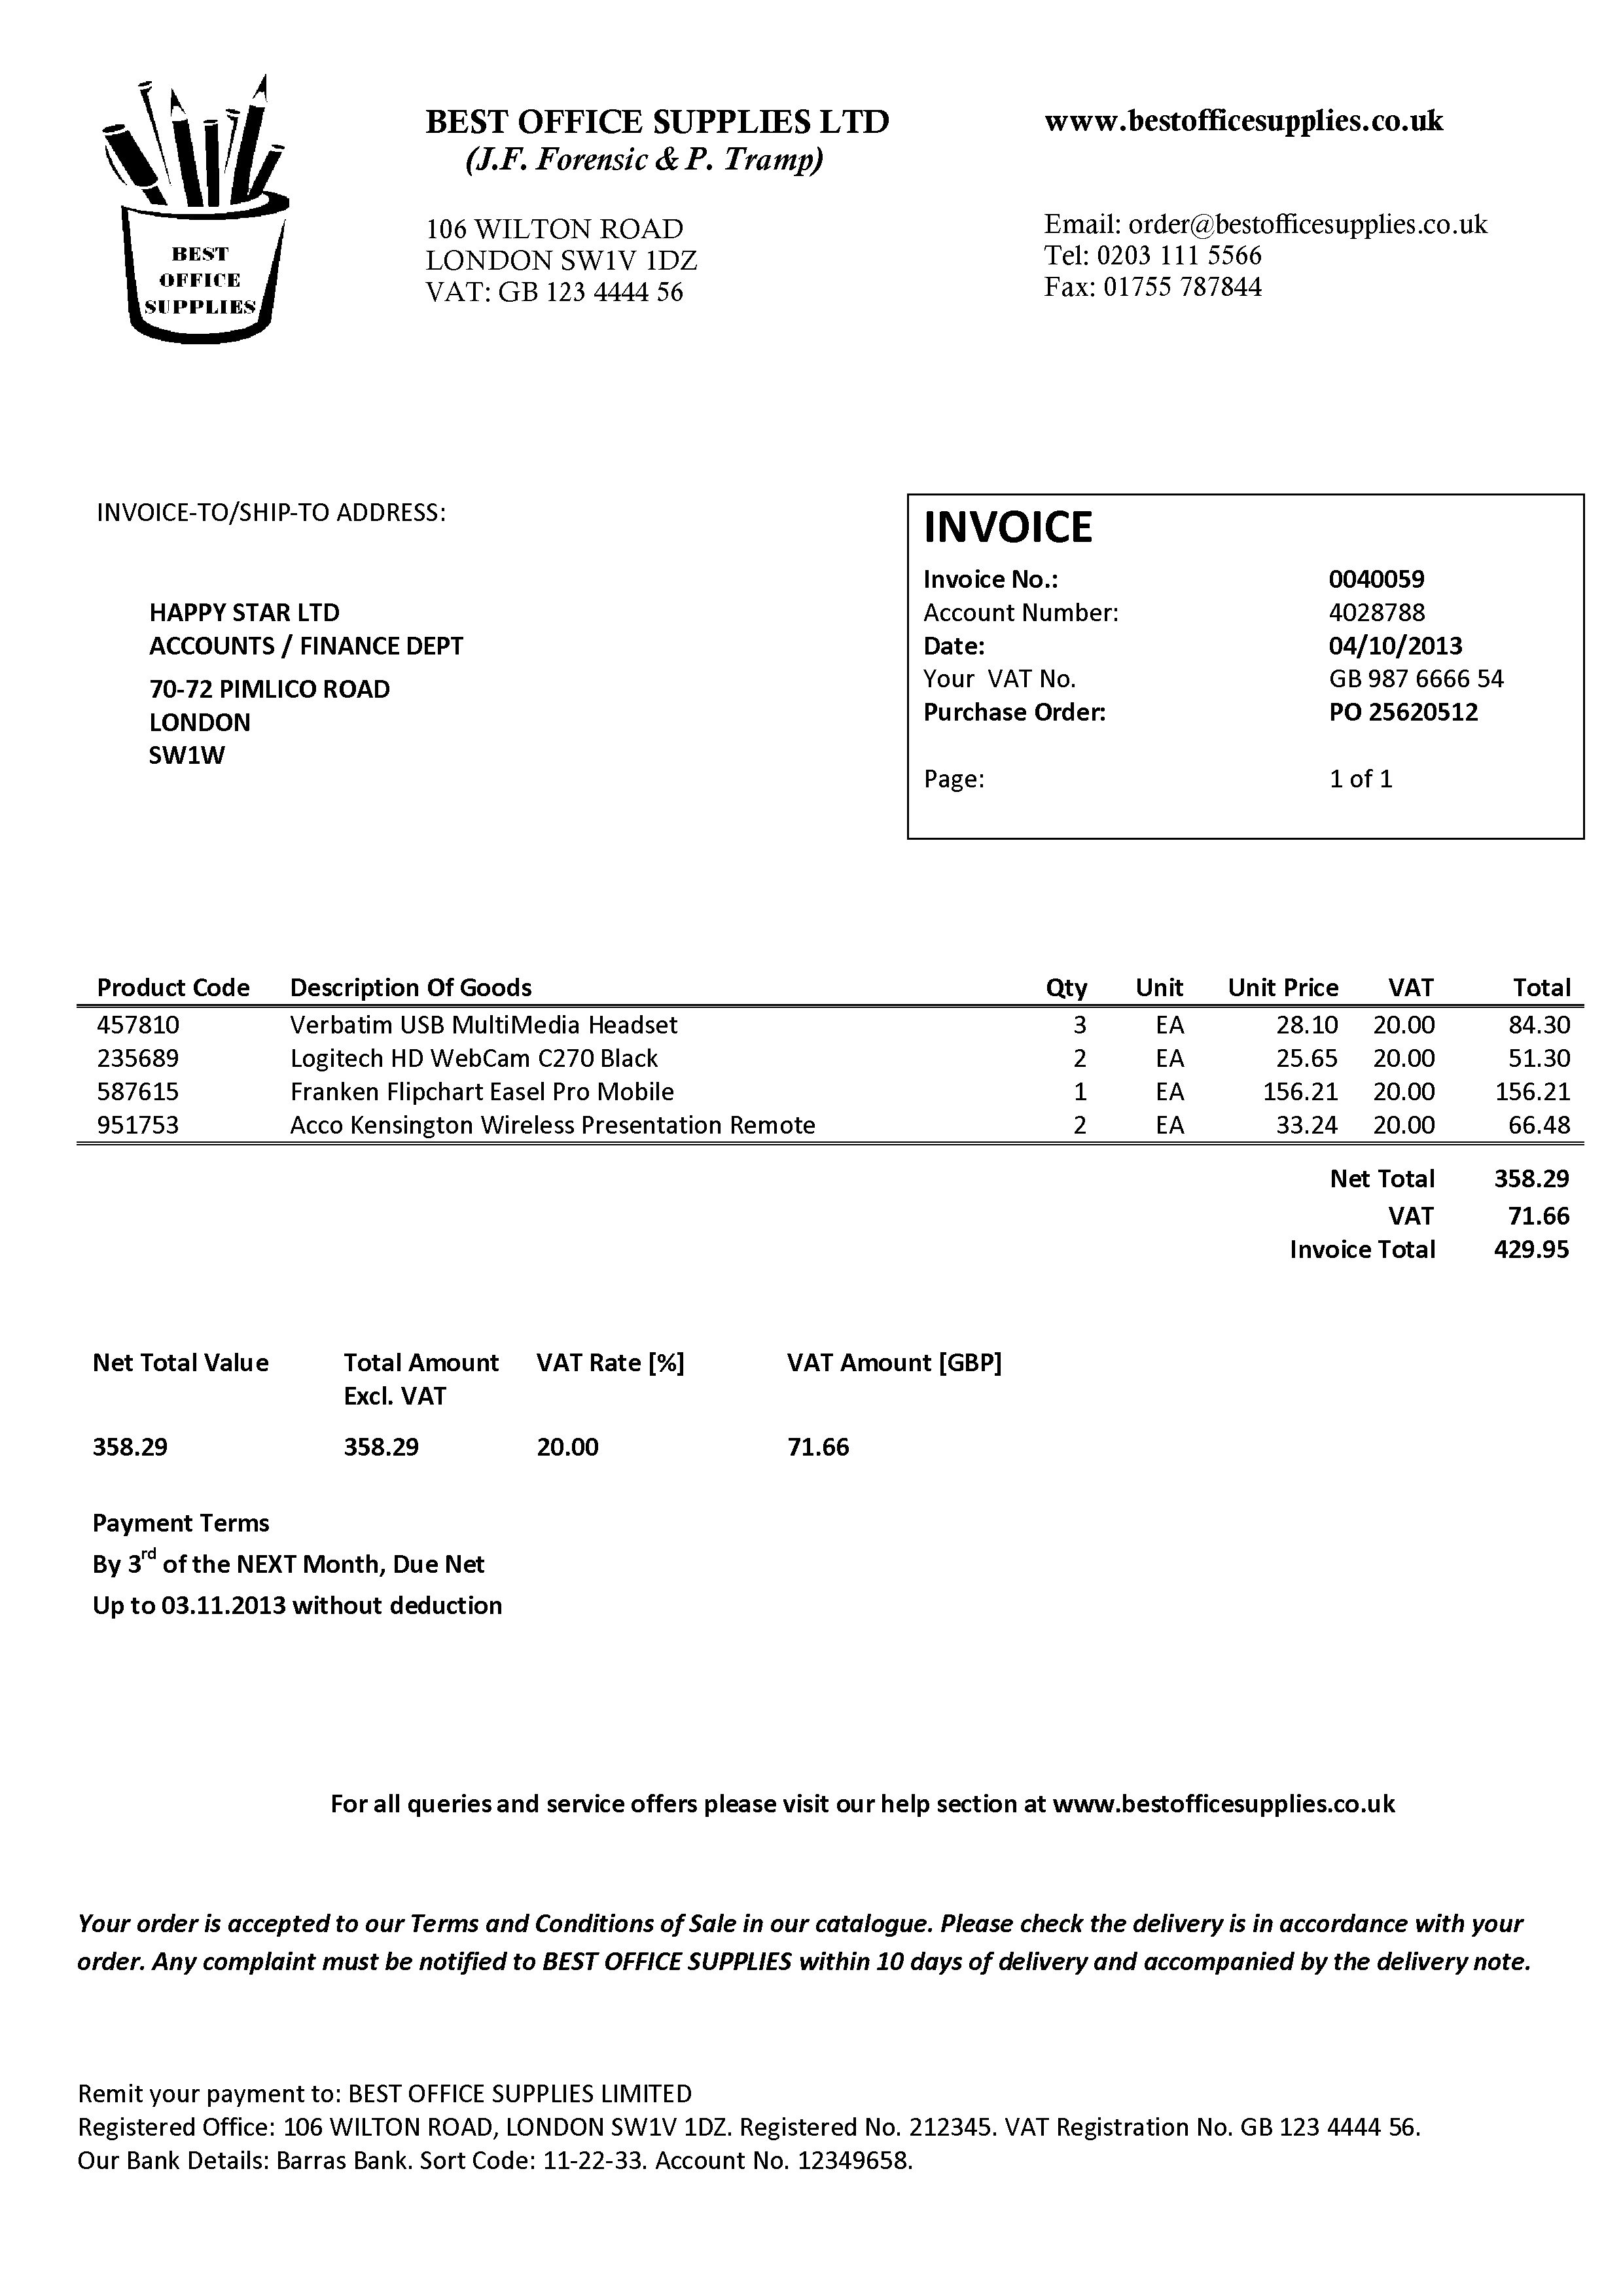 BEST
OFFICE
SUPPLIES
BEST OFFICE SUPPLIES LTD
(J.F. Forensic & P. Tramp)
106 WILTON ROAD
LONDON SW1V 1DZ
VAT: GB 123 4444 56
www.bestofficesupplies.co.uk
Email: order@bestofficesupplies.co.uk
Tel: 0203 111 5566
Fax: 01755 787844
INVOICE-TO/SHIP-TO ADDRESS:
HAPPY STAR LTD
ACCOUNTS / FINANCE DEPT
70-72 PIMLICO ROAD
LONDON
SW1W
INVOICE
Invoice No.: 0040059
Account Number: 4028788
Date: 04/10/2013
Your VAT No. GB 987 6666 54
Purchase Order: PO 25620512
Page: 1 of 1
Product Code Description Of Goods Qty Unit Unit Price VAT Total
457810 Verbatim USB MultiMedia Headset 3 EA 28.10 20.00 84.30
235689 Logitech HD WebCam C270 Black 2 EA 25.65 20.00 51.30
587615 Franken Flipchart Easel Pro Mobile 1 EA 156.21 20.00 156.21
951753 Acco Kensington Wireless Presentation Remote 2 EA 33.24 20.00 66.48
Net Total 358.29
VAT 71.66
Invoice Total 429.95
Net Total Value Total Amount VAT Rate [%] VAT Amount [GBP]
Excl. VAT
358.29 358.29 20.00 71.66
Payment Terms
By 3rd of the NEXT Month, Due Net
Up to 03.11.2013 without deduction
For all queries and service offers please visit our help section at www.bestofficesupplies.co.uk
Your order is accepted to our Terms and Conditions of Sale in our catalogue. Please check the delivery is in accordance with your
order. Any complaint must be notified to BEST OFFICE SUPPLIES within 10 days of delivery and accompanied by the delivery note.
Remit your payment to: BEST OFFICE SUPPLIES LIMITED
Registered Office: 106 WILTON ROAD, LONDON SW1V 1DZ. Registered No. 212345. VAT Registration No. GB 123 4444 56.
Our Bank Details: Barras Bank. Sort Code: 11-22-33. Account No. 12349658.